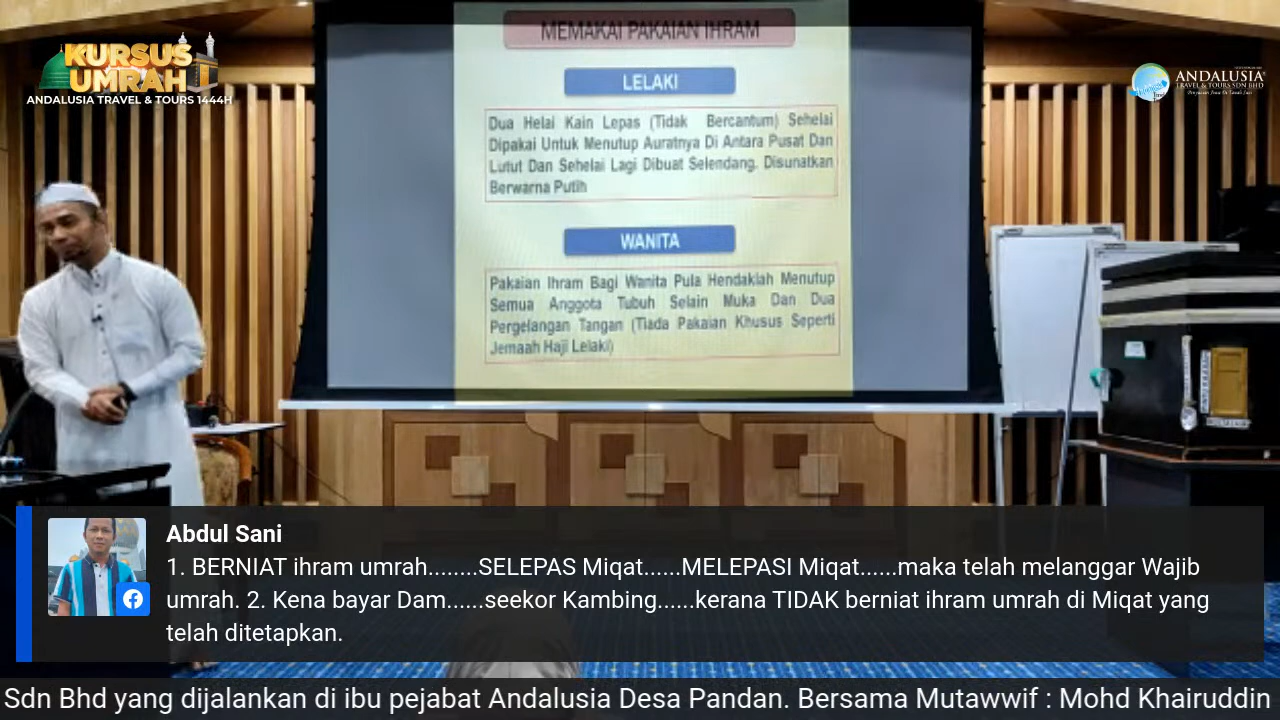 KURSUS
UMRAH
ANDALUSIA TRAVEL & TOURS 1444H
ANDALUSIA
TRAVEL & TOURS SDN BHD
MEMAKAI PAKAIAN IHRAM
LELAKI
Dua Helai Kain Lepas (Tidak Bercantum) Sehelai
Dipakai Untuk Menutup Auratnya Di Antara Pusat Dan
Lutut Dan Sehelai Lagi Dibuat Selendang. Disunatkan
Berwarna Putih
WANITA
Pakaian Ihram Bagi Wanita Pula Hendaklah Menutup
Semua Anggota Tubuh Selain Muka Dan Dua
Pergelangan Tangan (Tiada Pakaian Khusus Seperti
Jemaah Haji Lelaki)
Abdul Sani
1. BERNIAT ihram umrah........SELEPAS Miqat......MELEPASI Miqat......maka telah melanggar Wajib
umrah. 2. Kena bayar Dam......seekor Kambing......kerana TIDAK berniat ihram umrah di Miqat yang
telah ditetapkan.
Sdn Bhd yang dijalankan di ibu pejabat Andalusia Desa Pandan. Bersama Mutawwif : Mohd Khairuddin